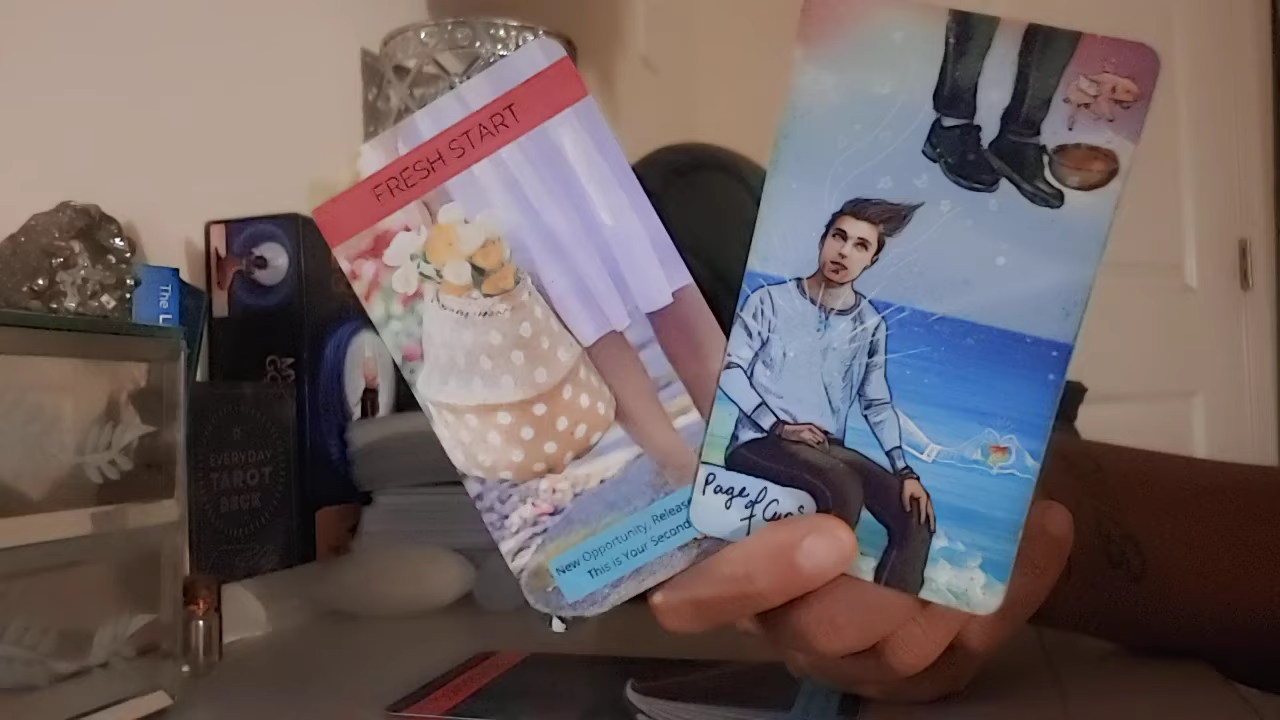 FRESH START
New Opportunity, Release
This is Your Second
Page
of Cups
The L
EVERYDAY
TAROT
DECK